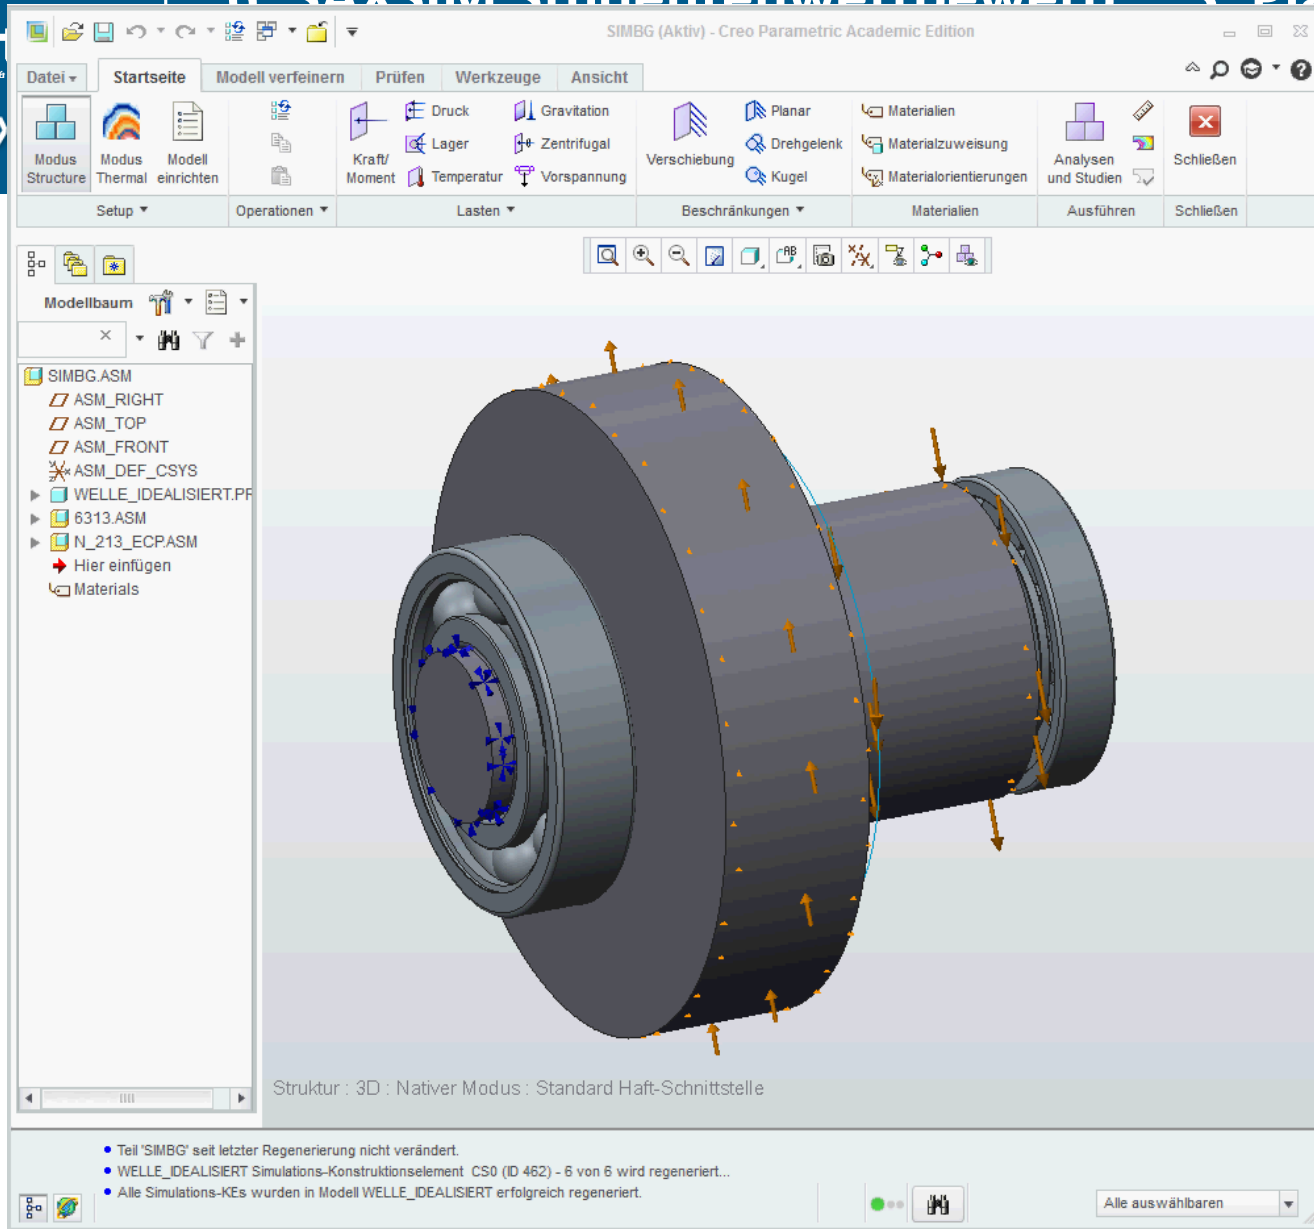 SIMBG (Aktiv) - Creo Parametric Academic Edition
Datei Startseite Modell verfeinern Prüfen Werkzeuge Ansicht
Modus Structure
Modus Thermal
Modell einrichten
Kraft/ Moment
Druck
Lager
Temperatur
Gravitation
Zentrifugal
Vorspannung
Verschiebung
Planar
Drehgelenk
Kugel
Materialien
Materialzuweisung
Materialorientierungen
Analysen und Studien
Schließen
Setup Operationen Lasten Beschränkungen Materialien Ausführen Schließen
Modellbaum
SIMBG.ASM
ASM_RIGHT
ASM_TOP
ASM_FRONT
ASM_DEF_CSYS
WELLE_IDEALISIERT.PR
6313.ASM
N_213_ECP.ASM
Hier einfügen
Materials
Struktur : 3D : Nativer Modus : Standard Haft-Schnittstelle
Teil 'SIMBG' seit letzter Regenerierung nicht verändert.
WELLE_IDEALISIERT Simulations-Konstruktionselement CS0 (ID 462) - 6 von 6 wird regeneriert...
Alle Simulations-KEs wurden in Modell WELLE_IDEALISIERT erfolgreich regeneriert.
Alle auswählbaren